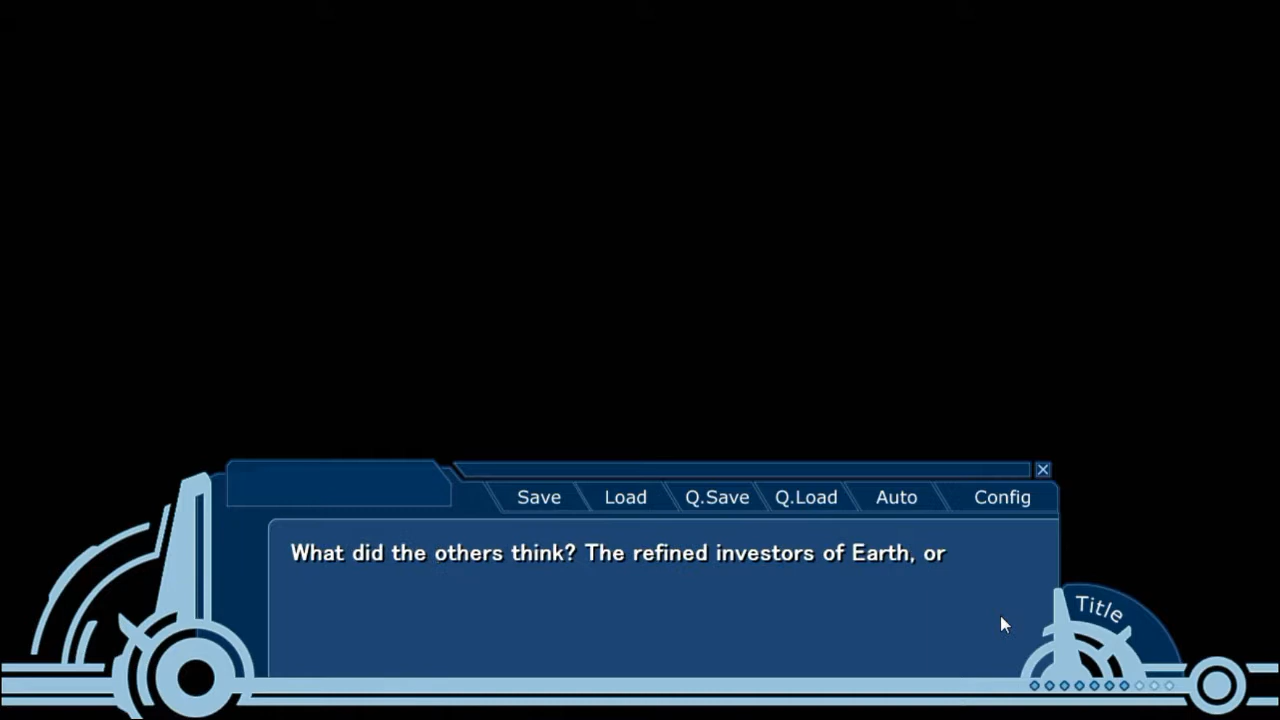 Save Load Q.Save Q.Load Auto Config
What did the others think? The refined investors of Earth, or
Title